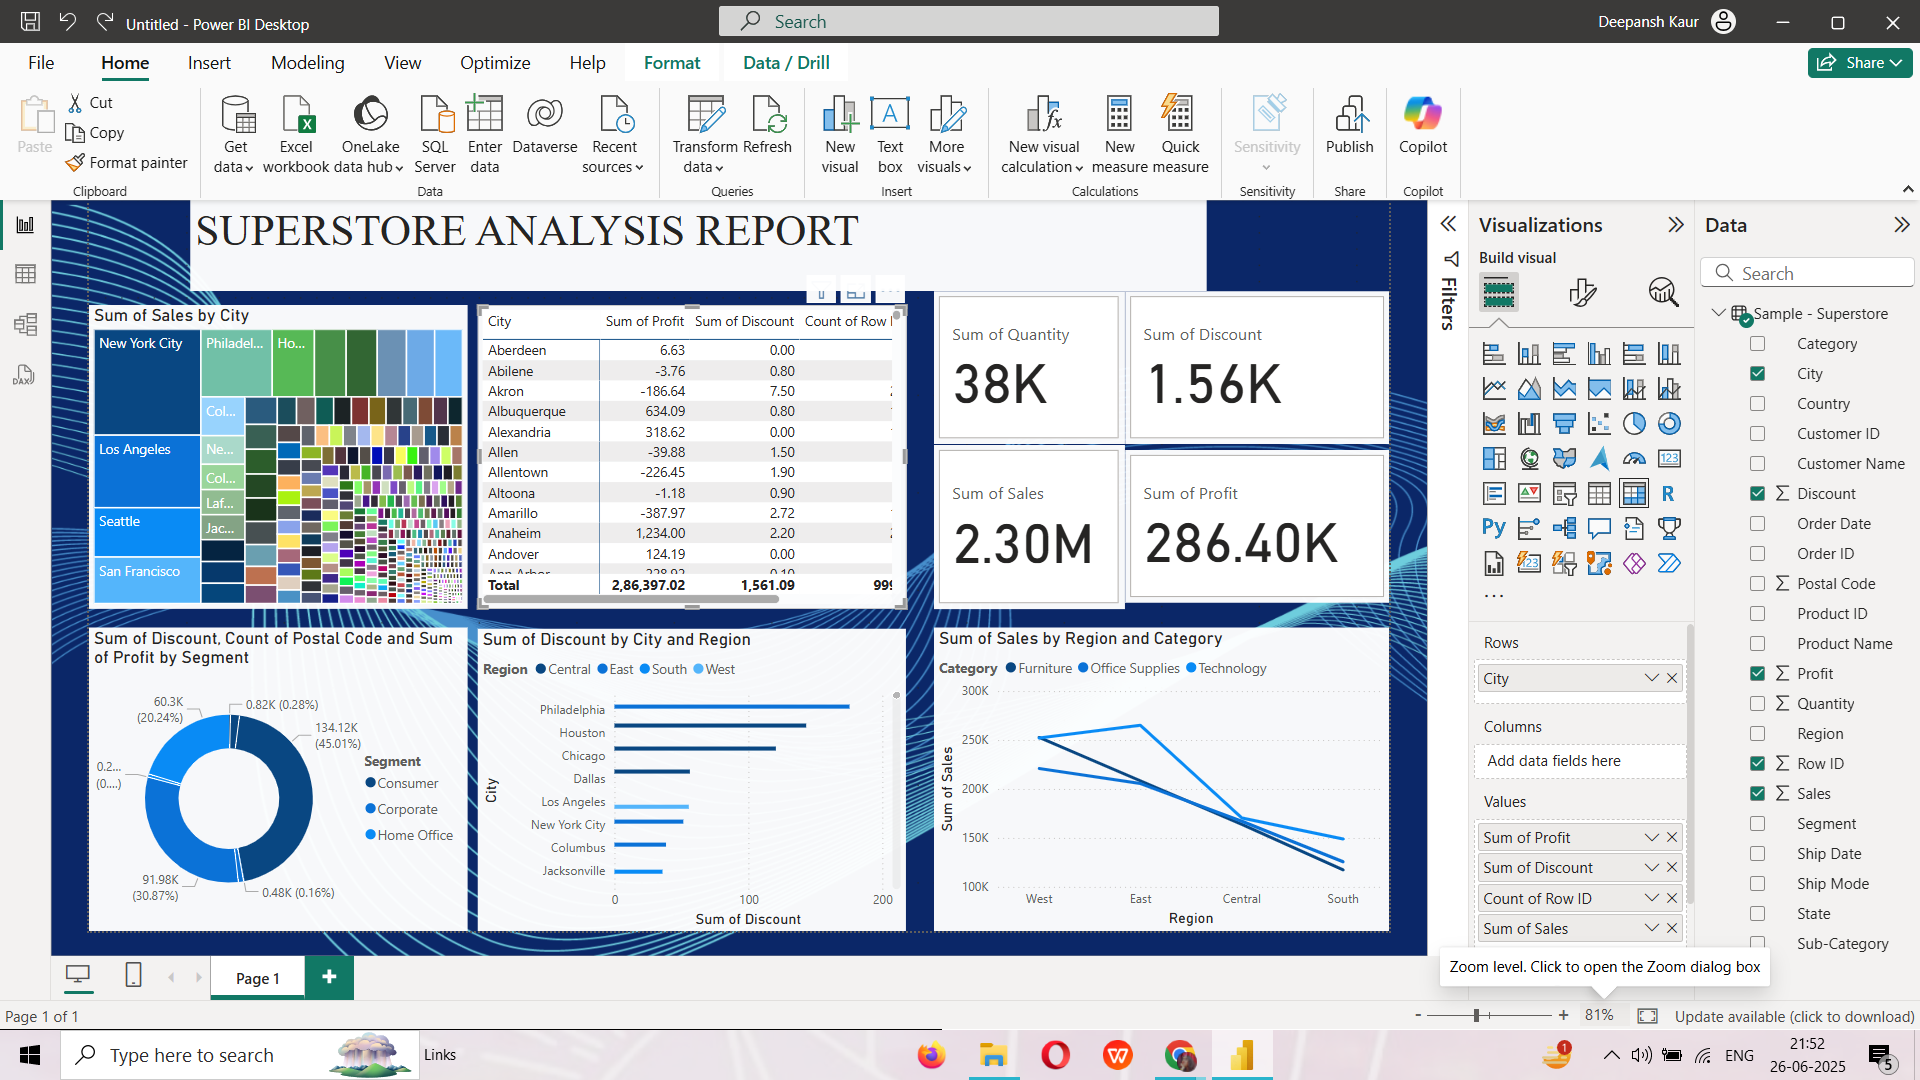 Untitled - Power BI Desktop
Search
Deepansh Kaur
File Home Insert Modeling View Optimize Help Format Data / Drill
Share
Paste
Cut
Copy
Format painter
Clipboard
Get data
Excel workbook
OneLake data hub
SQL Server
Enter data
Dataverse
Recent sources
Data
Transform data
Refresh
Queries
New visual
Text box
More visuals
Insert
New visual calculation
New measure
Quick measure
Calculations
Sensitivity
Sensitivity
Publish
Share
Copilot
Copilot
SUPERSTORE ANALYSIS REPORT
Sum of Sales by City
New York City
Philadel...
Ho...
Los Angeles
Col...
Ne...
Col...
Laf...
Jac...
Seattle
San Francisco
City Sum of Profit Sum of Discount Count of Row
Aberdeen 6.63 0.00
Abilene -3.76 0.80
Akron -186.64 7.50
Albuquerque 634.09 0.80
Alexandria 318.62 0.00
Allen -39.88 1.50
Allentown -226.45 1.90
Altoona -1.18 0.90
Amarillo -387.97 2.72
Anaheim 1,234.00 2.20
Andover 124.19 0.00
Total 2,86,397.02 1,561.09 999
Sum of Quantity
38K
Sum of Discount
1.56K
Sum of Sales
2.30M
Sum of Profit
286.40K
Sum of Discount, Count of Postal Code and Sum
of Profit by Segment
60.3K
(20.24%)
0.82K (0.28%)
134.12K
(45.01%)
0.2...
(0....)
91.98K
(30.87%)
0.48K (0.16%)
Segment
Consumer
Corporate
Home Office
Sum of Discount by City and Region
Region Central East South West
City
Philadelphia
Houston
Chicago
Dallas
Los Angeles
New York City
Columbus
Jacksonville
0 100 200
Sum of Discount
Sum of Sales by Region and Category
Category Furniture Office Supplies Technology
Sum of Sales
300K
250K
200K
150K
100K
West East Central South
Region
Filters
Visualizations
Build visual
123
R
Py
123
...
Rows
City
Columns
Add data fields here
Values
Sum of Profit
Sum of Discount
Count of Row ID
Sum of Sales
Data
Search
Sample - Superstore
Category
City
Country
Customer ID
Customer Name
Discount
Order Date
Order ID
Postal Code
Product ID
Product Name
Profit
Quantity
Region
Row ID
Sales
Segment
Ship Date
Ship Mode
State
Sub-Category
Zoom level. Click to open the Zoom dialog box
Page 1
Page 1 of 1
- + 81%
Update available (click to download)
Type here to search
Links
1
ENG
21:52
26-06-2025
5
DAX